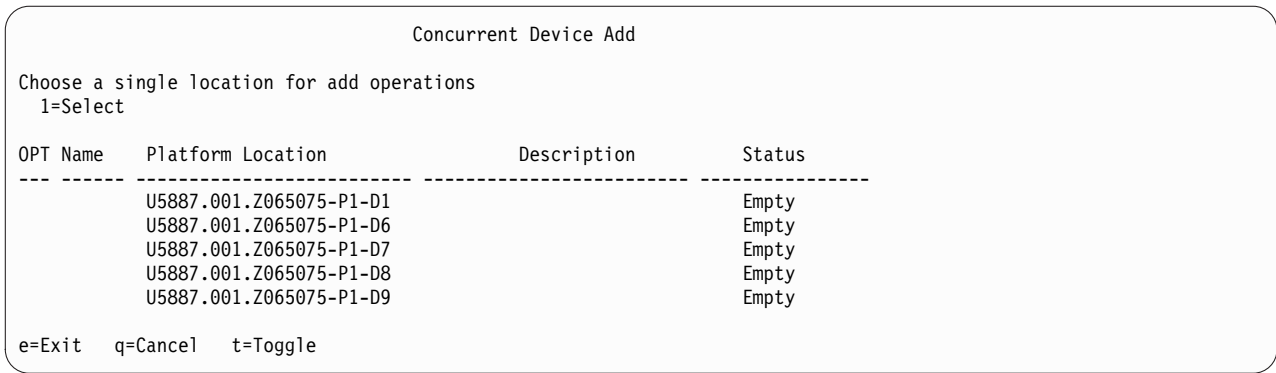 Concurrent Device Add
Choose a single location for add operations
1=Select
OPT Name Platform Location Description Status
--- ------ -------------------------- ------------------------- ----------------
U5887.001.Z065075-P1-D1 Empty
U5887.001.Z065075-P1-D6 Empty
U5887.001.Z065075-P1-D7 Empty
U5887.001.Z065075-P1-D8 Empty
U5887.001.Z065075-P1-D9 Empty
e=Exit q=Cancel t=Toggle